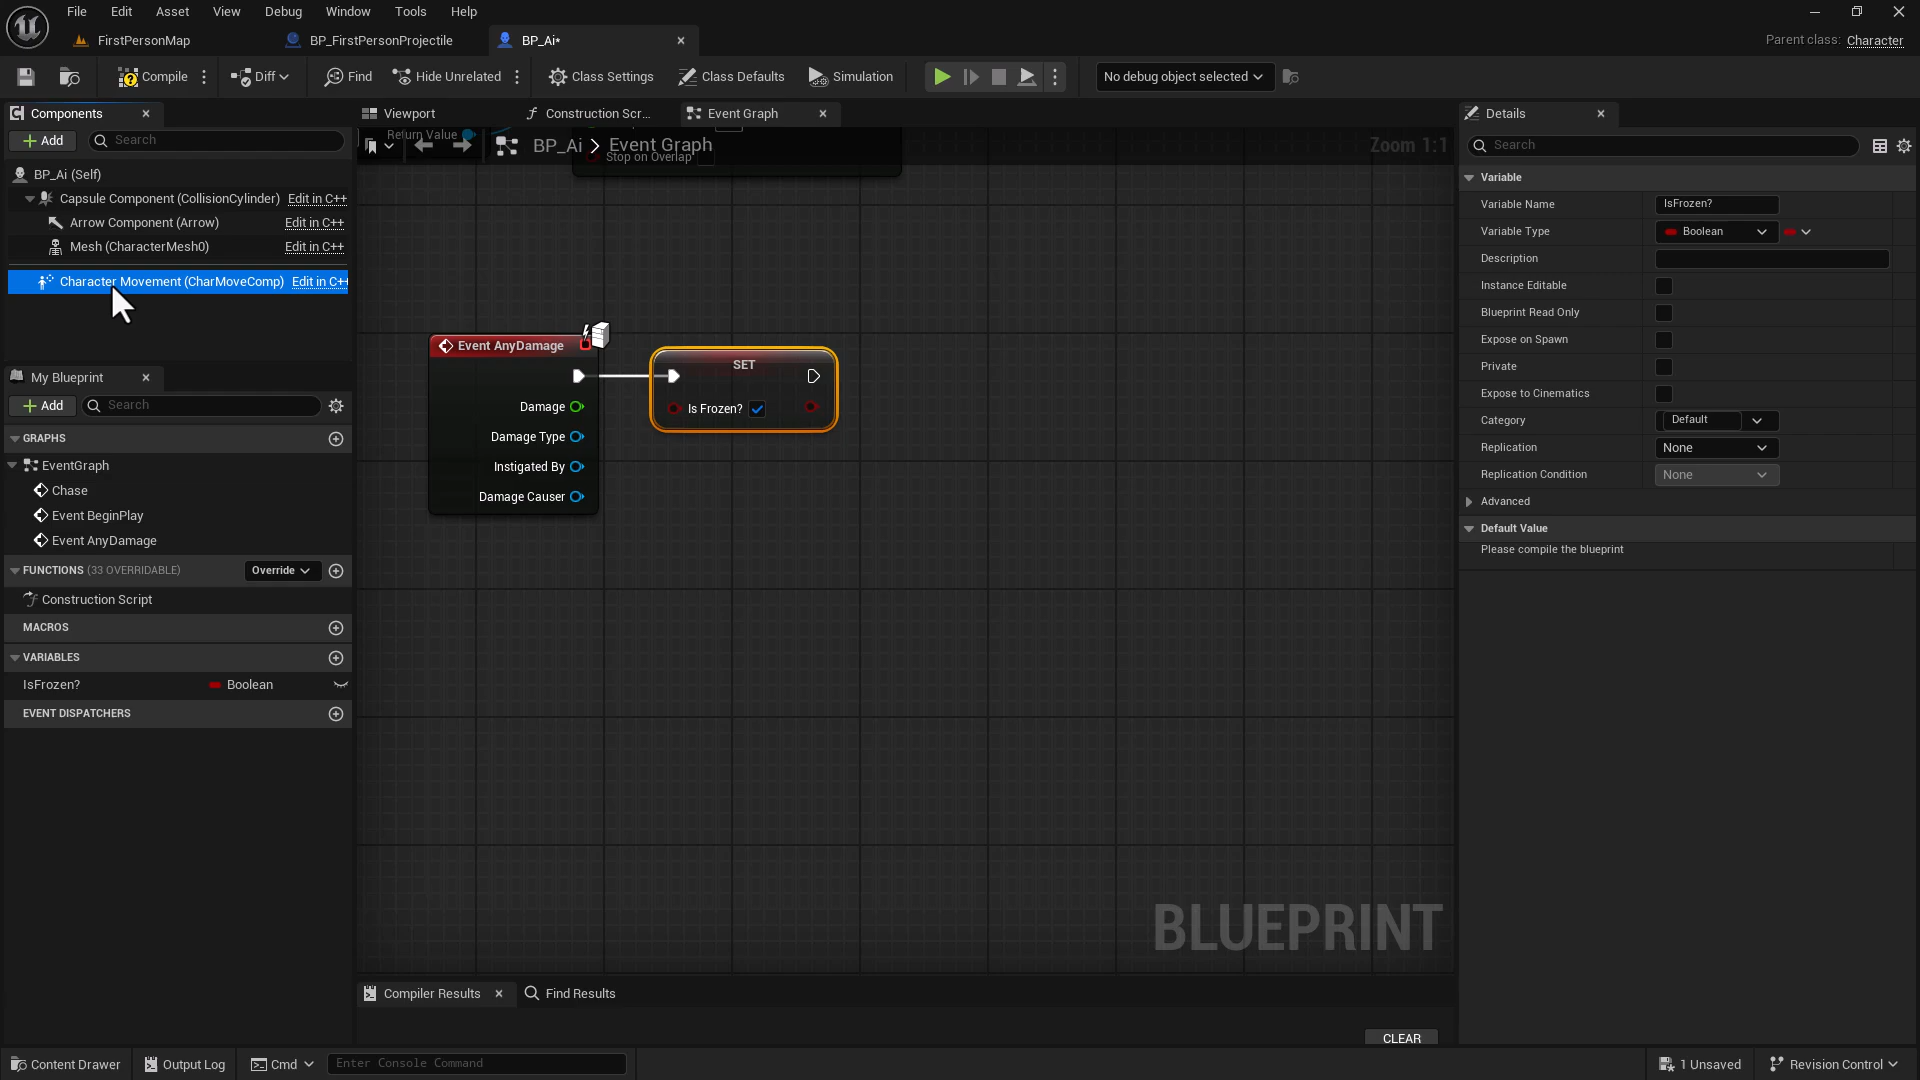 File Edit Asset View Debug Window Tools Help
FirstPersonMap BP_FirstPersonProjectile BP_Ai* Parent class: Character
Compile Diff Find Hide Unrelated Class Settings Class Defaults Simulation No debug object selected
Components
Add Search
BP_Ai (Self)
Capsule Component (CollisionCylinder) Edit in C++
Arrow Component (Arrow) Edit in C++
Mesh (CharacterMesh0) Edit in C++
Character Movement (CharMoveComp) Edit in C++
My Blueprint
Add Search
GRAPHS
EventGraph
Chase
Event BeginPlay
Event AnyDamage
FUNCTIONS (33 OVERRIDABLE) Override
Construction Script
MACROS
VARIABLES
IsFrozen? Boolean
EVENT DISPATCHERS
Viewport Construction Scr... Event Graph
Return Value
BP_Ai > Event Graph Zoom 1:1
Stop on Overlap
Event AnyDamage
Damage
Damage Type
Instigated By
Damage Causer
SET
Is Frozen?
BLUEPRINT
Compiler Results Find Results
CLEAR
Details
Search
Variable
Variable Name IsFrozen?
Variable Type Boolean
Description
Instance Editable
Blueprint Read Only
Expose on Spawn
Private
Expose to Cinematics
Category Default
Replication None
Replication Condition None
Advanced
Default Value
Please compile the blueprint
Content Drawer Output Log Cmd Enter Console Command 1 Unsaved Revision Control